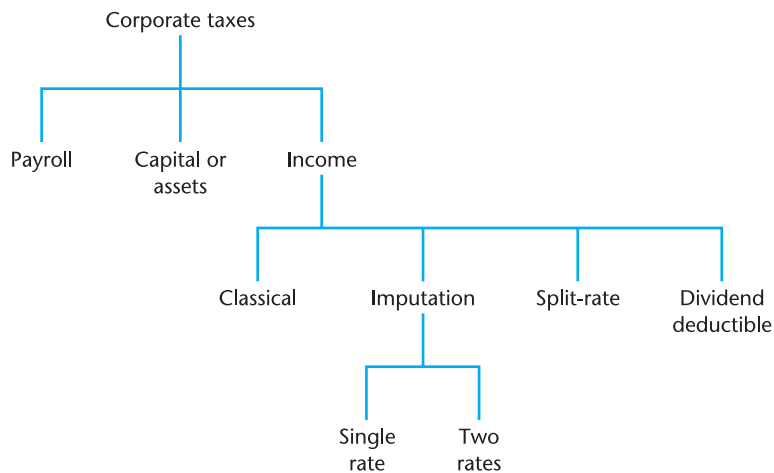 Corporate taxes
Payroll
Capital or
assets
Income
Classical
Imputation
Split-rate
Dividend
deductible
Single
rate
Two
rates